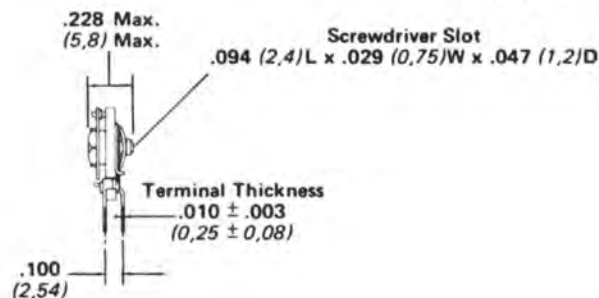 .228 Max.
(5,8) Max.
Screwdriver Slot
.094 (2,4)L x .029 (0,75)W x .047 (1,2)D
Terminal Thickness
.010 ± .003
(0,25 ± 0,08)
.100
(2,54)